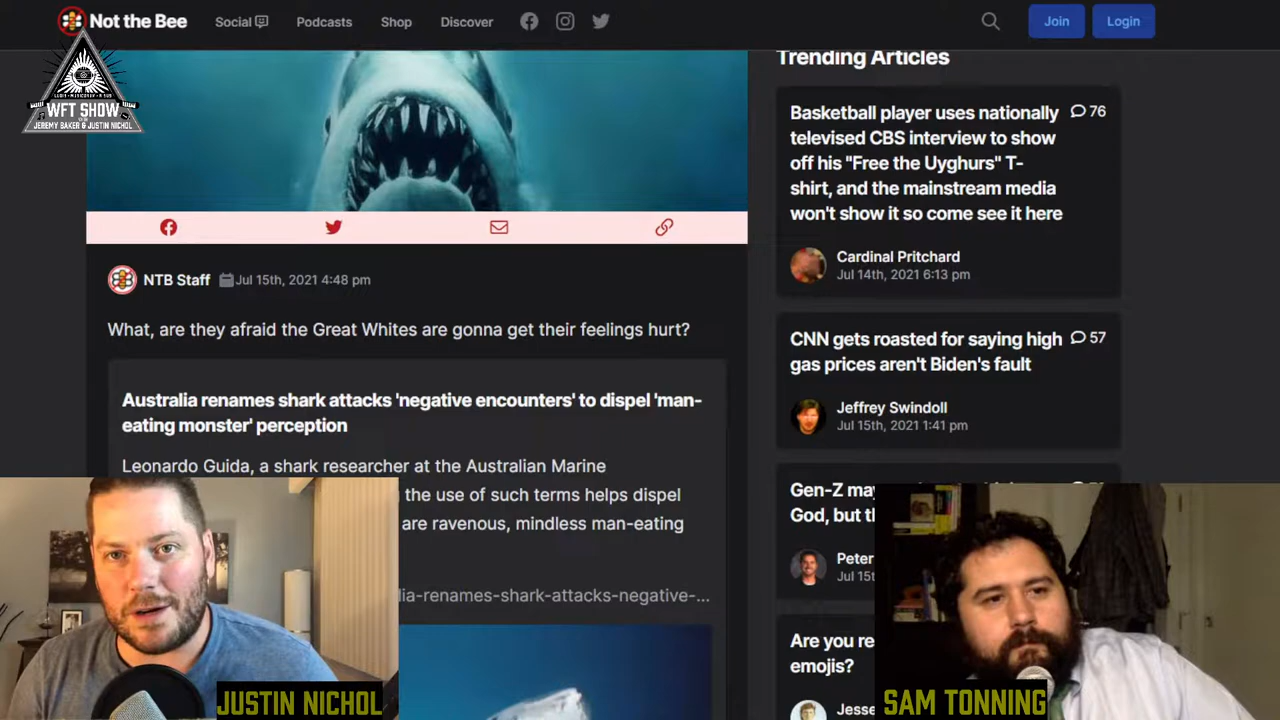 Not the Bee
Social
Podcasts
Shop
Discover
Join
Login
WFT SHOW
JEREMY BAKER & JUSTIN NICHOL
NTB Staff
Jul 15th, 2021 4:48 pm
What, are they afraid the Great Whites are gonna get their feelings hurt?
Australia renames shark attacks 'negative encounters' to dispel 'man-
eating monster' perception
Leonardo Guida, a shark researcher at the Australian Marine
the use of such terms helps dispel
are ravenous, mindless man-eating
lia-renames-shark-attacks-negative-...
Trending Articles
Basketball player uses nationally
televised CBS interview to show
off his "Free the Uyghurs" T-
shirt, and the mainstream media
won't show it so come see it here
76
Cardinal Pritchard
Jul 14th, 2021 6:13 pm
CNN gets roasted for saying high
gas prices aren't Biden's fault
57
Jeffrey Swindoll
Jul 15th, 2021 1:41 pm
Gen-Z may
God, but th
Peter
Jul 15t
Are you re
emojis?
Jesse
JUSTIN NICHOL
SAM TONNING